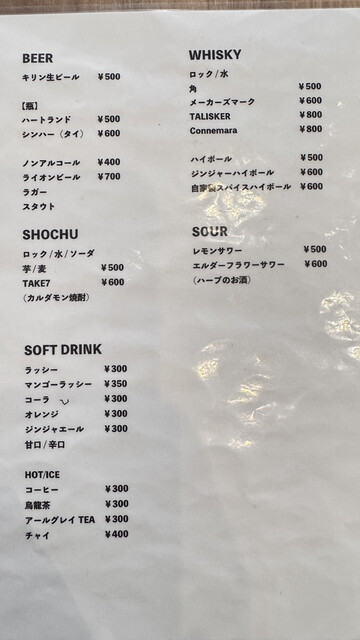 BEER
キリン生ビール ¥500
【瓶】
ハートランド ¥500
シンハー（タイ） ¥600
ノンアルコール ¥400
ライオンビール ¥700
ラガー
スタウト
SHOCHU
ロック/水/ソーダ
芋/麦 ¥500
TAKE7 ¥600
（カルダモン焼酎）
SOFT DRINK
ラッシー ¥300
マンゴーラッシー ¥350
コーラ ¥300
オレンジ ¥300
ジンジャエール ¥300
甘口/辛口
HOT/ICE
コーヒー ¥300
烏龍茶 ¥300
アールグレイ TEA ¥300
チャイ ¥400
WHISKY
ロック/水
角 ¥500
メーカーズマーク ¥600
TALISKER ¥800
Connemara ¥800
ハイボール ¥500
ジンジャーハイボール ¥600
自家製スパイスハイボール ¥600
SOUR
レモンサワー ¥500
エルダーフラワーサワー ¥600
（ハーブのお酒）